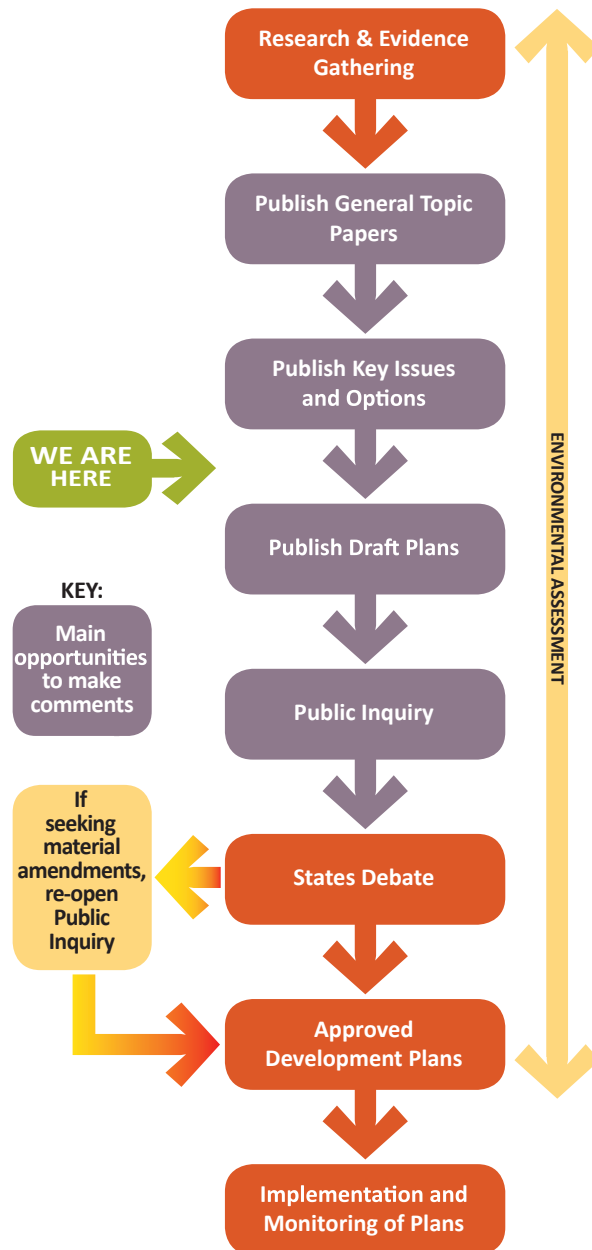 Research & Evidence
Gathering
Publish General Topic
Papers
Publish Key Issues
and Options
WE ARE
HERE
Publish Draft Plans
KEY:
Main
opportunities
to make
comments
Public Inquiry
If
seeking
material
amendments,
re-open
Public
Inquiry
States Debate
Approved
Development Plans
Implementation and
Monitoring of Plans
ENVIRONMENTAL ASSESSMENT